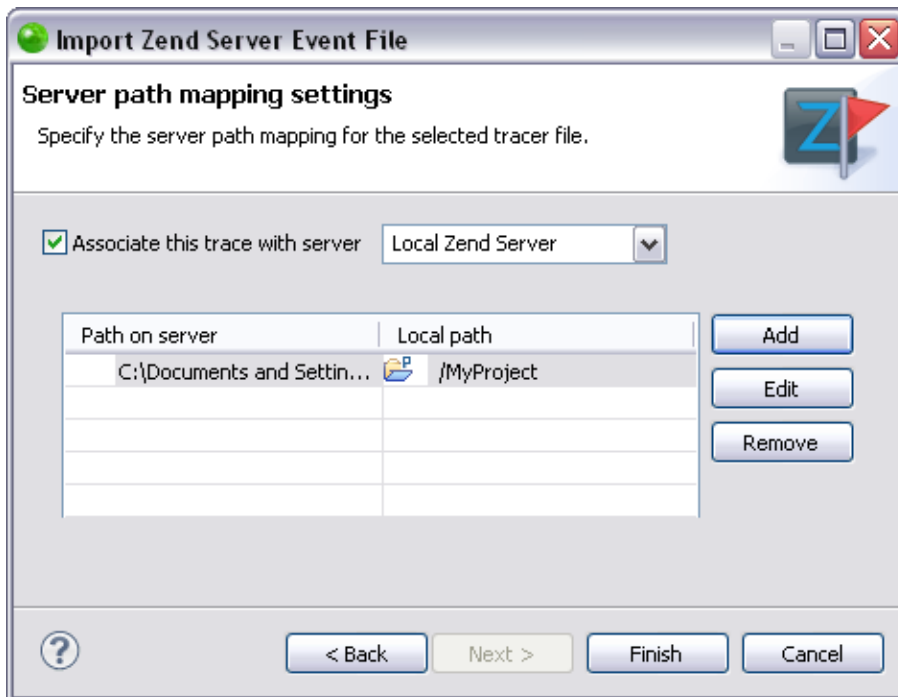 Import Zend Server Event File
Server path mapping settings
Specify the server path mapping for the selected tracer file.
Z
Associate this trace with server Local Zend Server
Path on server Local path
C:\Documents and Settin... /MyProject
Add
Edit
Remove
? < Back Next > Finish Cancel